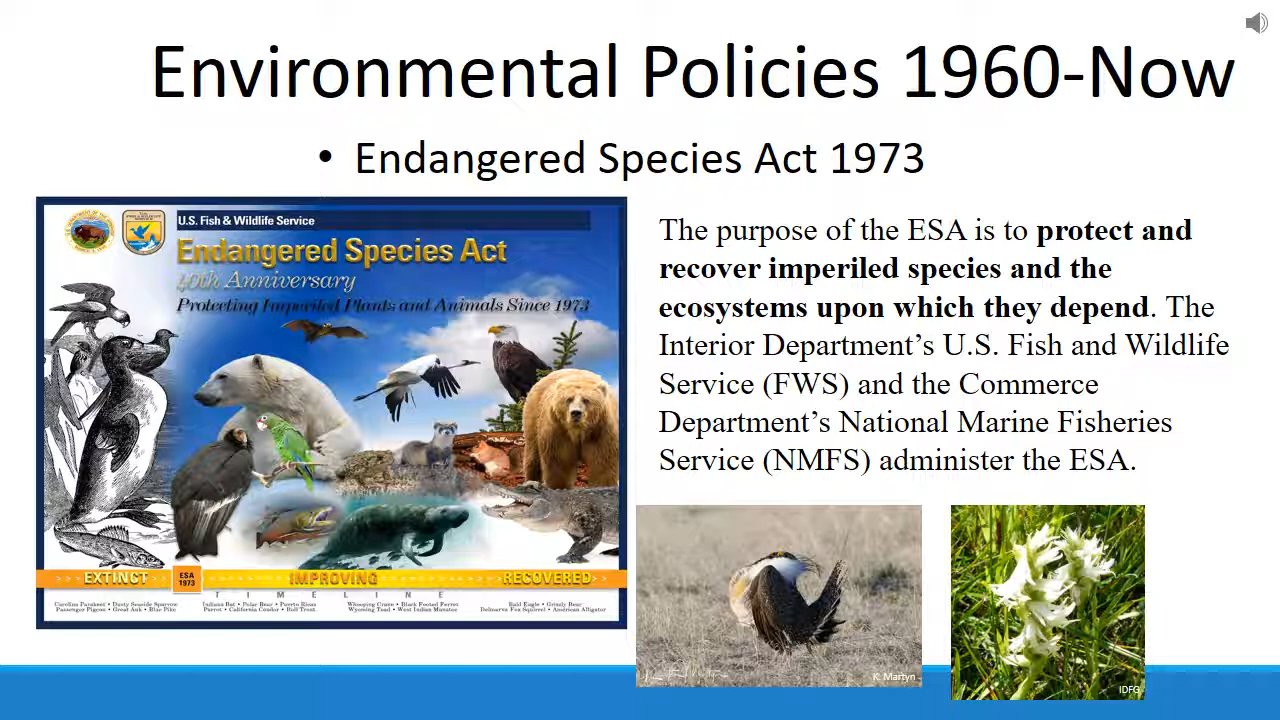 Environmental Policies 1960-Now
• Endangered Species Act 1973
U.S. Fish & Wildlife Service
Endangered Species Act
40th Anniversary
Protecting Imperiled Plants and Animals Since 1973
The purpose of the ESA is to protect and
recover imperiled species and the
ecosystems upon which they depend. The
Interior Department’s U.S. Fish and Wildlife
Service (FWS) and the Commerce
Department’s National Marine Fisheries
Service (NMFS) administer the ESA.
EXTINCT ESA 1973 IMPROVING RECOVERED
TIMELINE
Carolina Parakeet • Dusty Seaside Sparrow
Passenger Pigeon • Great Auk • Blue Pike
Indiana Bat • Polar Bear • Puerto Rican
Parrot • California Condor • Bull Trout
Whooping Crane • Black Footed Ferret
Wyoming Toad • West Indian Manatee
Bald Eagle • Grizzly Bear
Delmarva Fox Squirrel • American Alligator
K. Martyn
IDFG